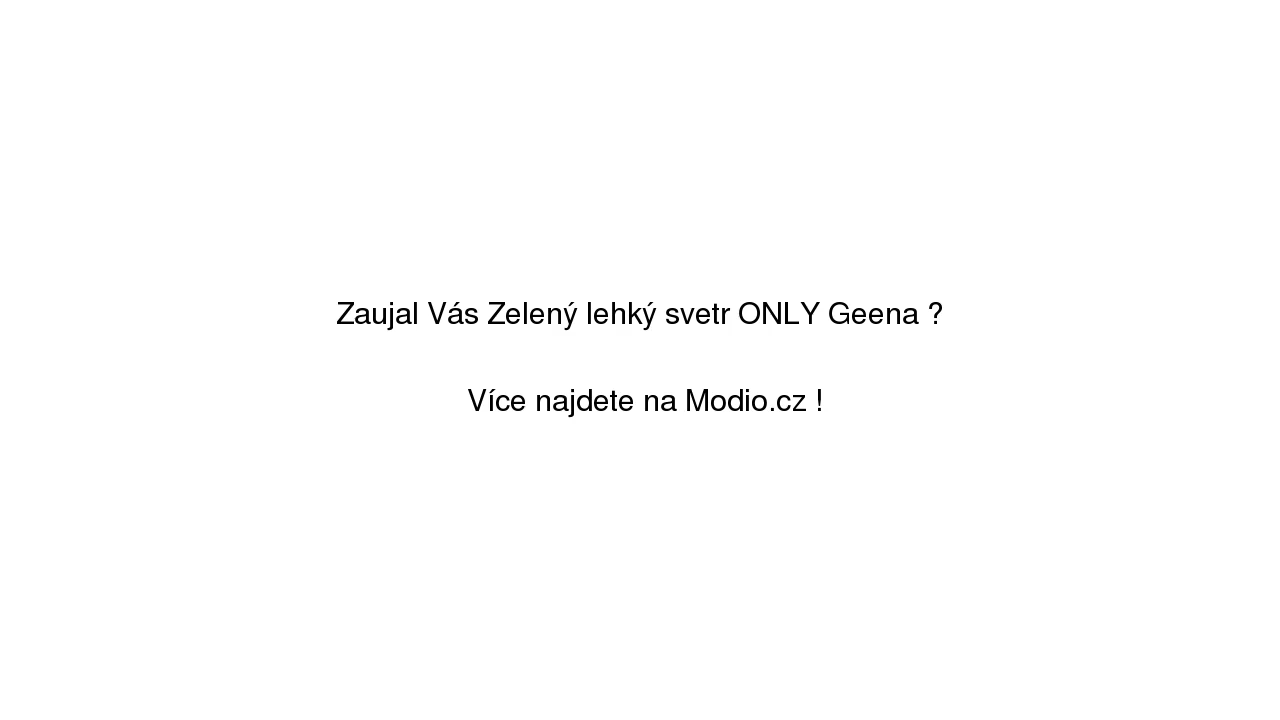 Zaujal Vás Zelený lehký svetr ONLY Geena ?
Více najdete na Modio.cz !